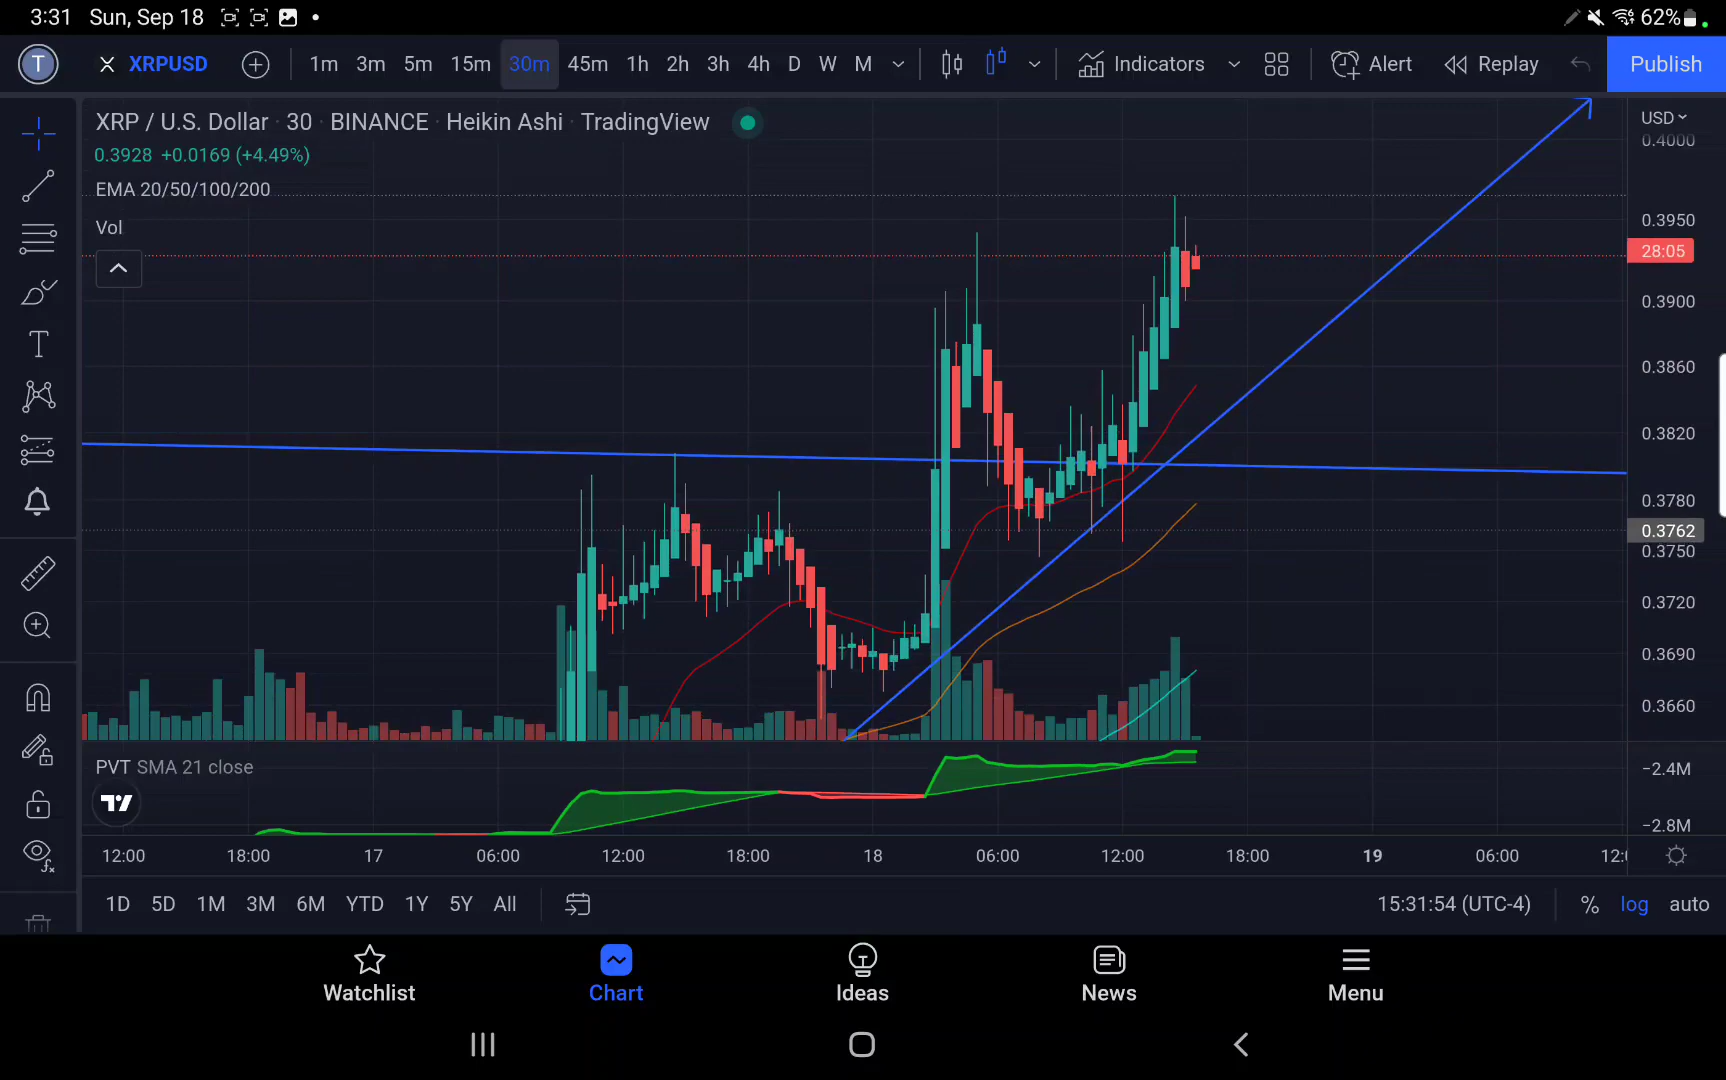 3:31 Sun, Sep 18 62%
T XRPUSD 1m 3m 5m 15m 30m 45m 1h 2h 3h 4h D W M Indicators Alert Replay Publish
XRP / U.S. Dollar · 30 · BINANCE · Heikin Ashi · TradingView
USD
0.4000
0.3928 +0.0169 (+4.49%)
EMA 20/50/100/200
Vol
0.3950
28:05
0.3900
0.3860
0.3820
0.3780
0.3762
0.3750
0.3720
0.3690
0.3660
PVT SMA 21 close
−2.4M
−2.8M
12:00 18:00 17 06:00 12:00 18:00 18 06:00 12:00 18:00 19 06:00 12:
1D 5D 1M 3M 6M YTD 1Y 5Y All 15:31:54 (UTC-4) % log auto
Watchlist Chart Ideas News Menu